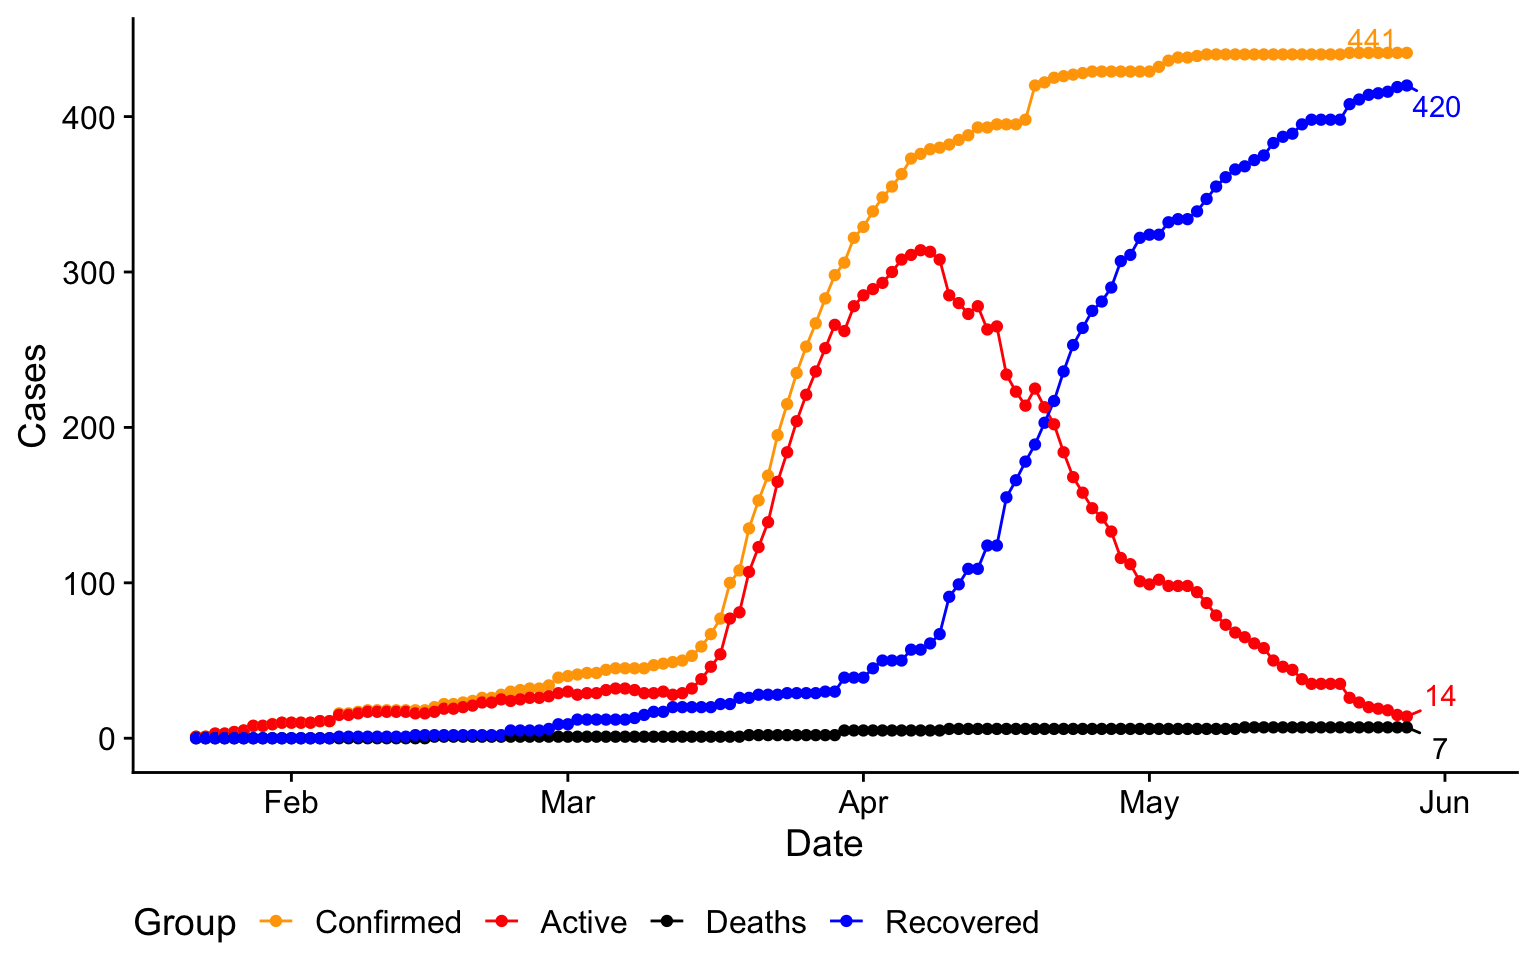 441
420
400
300
200
100
0
14
7
Cases
Feb Mar Apr May Jun
Date
Group Confirmed Active Deaths Recovered